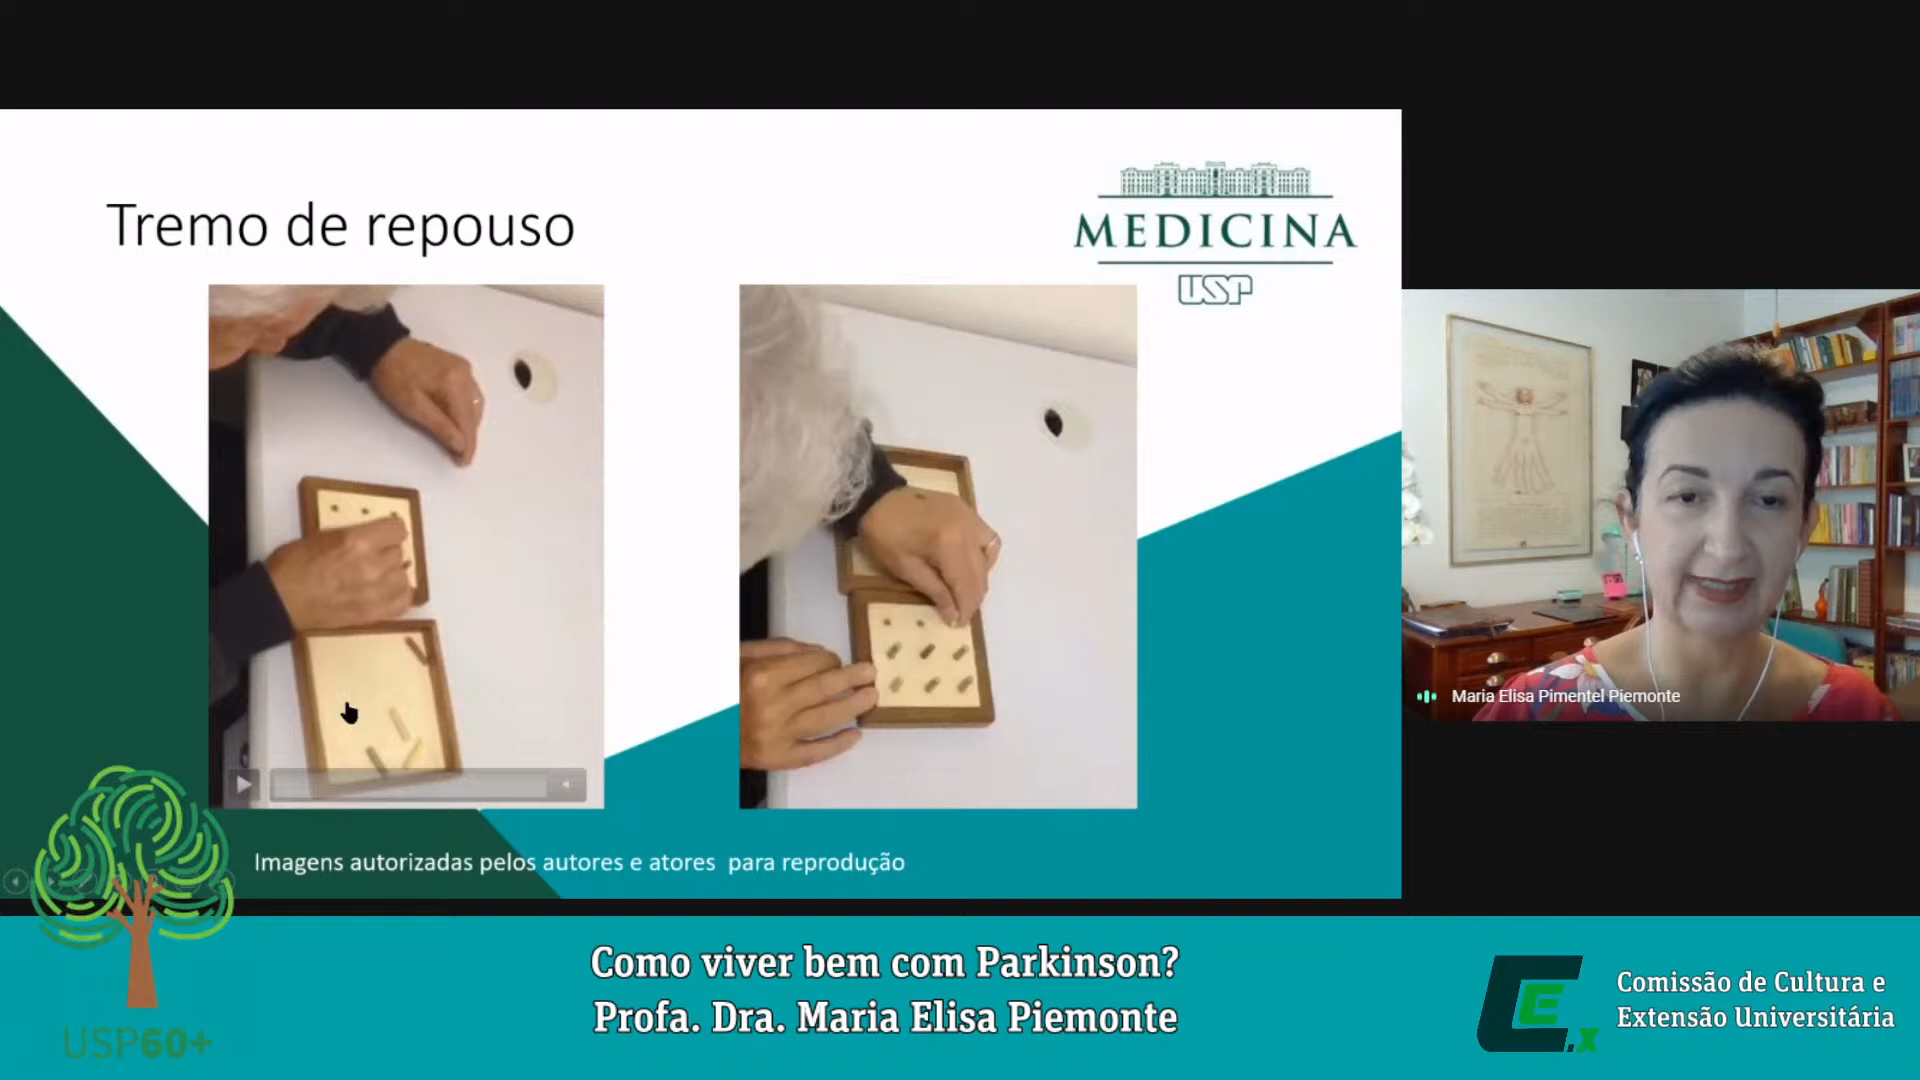 Tremo de repouso
MEDICINA
USP
Imagens autorizadas pelos autores e atores para reprodução
Maria Elisa Pimentel Piemonte
USP60+
Como viver bem com Parkinson?
Profa. Dra. Maria Elisa Piemonte
CE.x
Comissão de Cultura e
Extensão Universitária